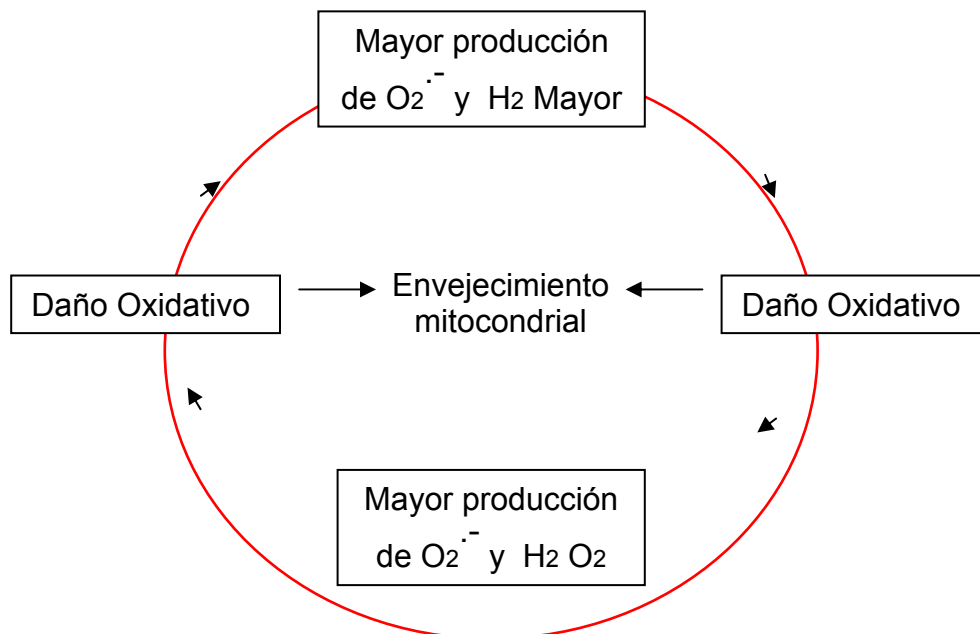 Mayor producción
de O2.- y H2 Mayor
Daño Oxidativo
Envejecimiento
mitocondrial
Daño Oxidativo
Mayor producción
de O2.- y H2 O2